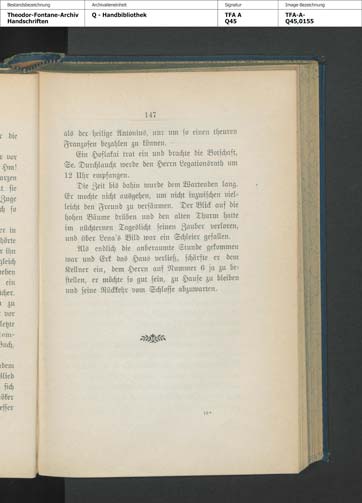 Bestandsbezeichnung
Theodor-Fontane-Archiv
Handschriften
Archivalieneinheit
Q - Handbibliothek
Signatur
TFA A
Q45
Image-Bezeichnung
TFA-A-
Q45,0155
147
als der heilige Antonius, nur um so einen theuren
Franzosen bezahlen zu können.
Ein Hoflakai trat ein und brachte die Botschaft,
Se. Durchlaucht werde den Herrn Legationsrath um
12 Uhr empfangen.
Die Zeit bis dahin wurde dem Wartenden lang.
Er mochte nicht ausgehen, um nicht inzwischen viel-
leicht den Freund zu versäumen. Der Blick auf die
hohen Bäume drüben und den alten Thurm hatte
im nüchternen Tageslicht seinen Zauber verloren,
und über Lena's Bild war ein Schleier gefallen.
Als endlich die anberaumte Stunde gekommen
war und Erk das Haus verließ, schärfte er dem
Kellner ein, dem Herrn auf Nummer 6 ja zu be-
stellen, er möchte so gut sein, zu Hause zu bleiben
und seine Rückkehr vom Schlosse abzuwarten.
10*